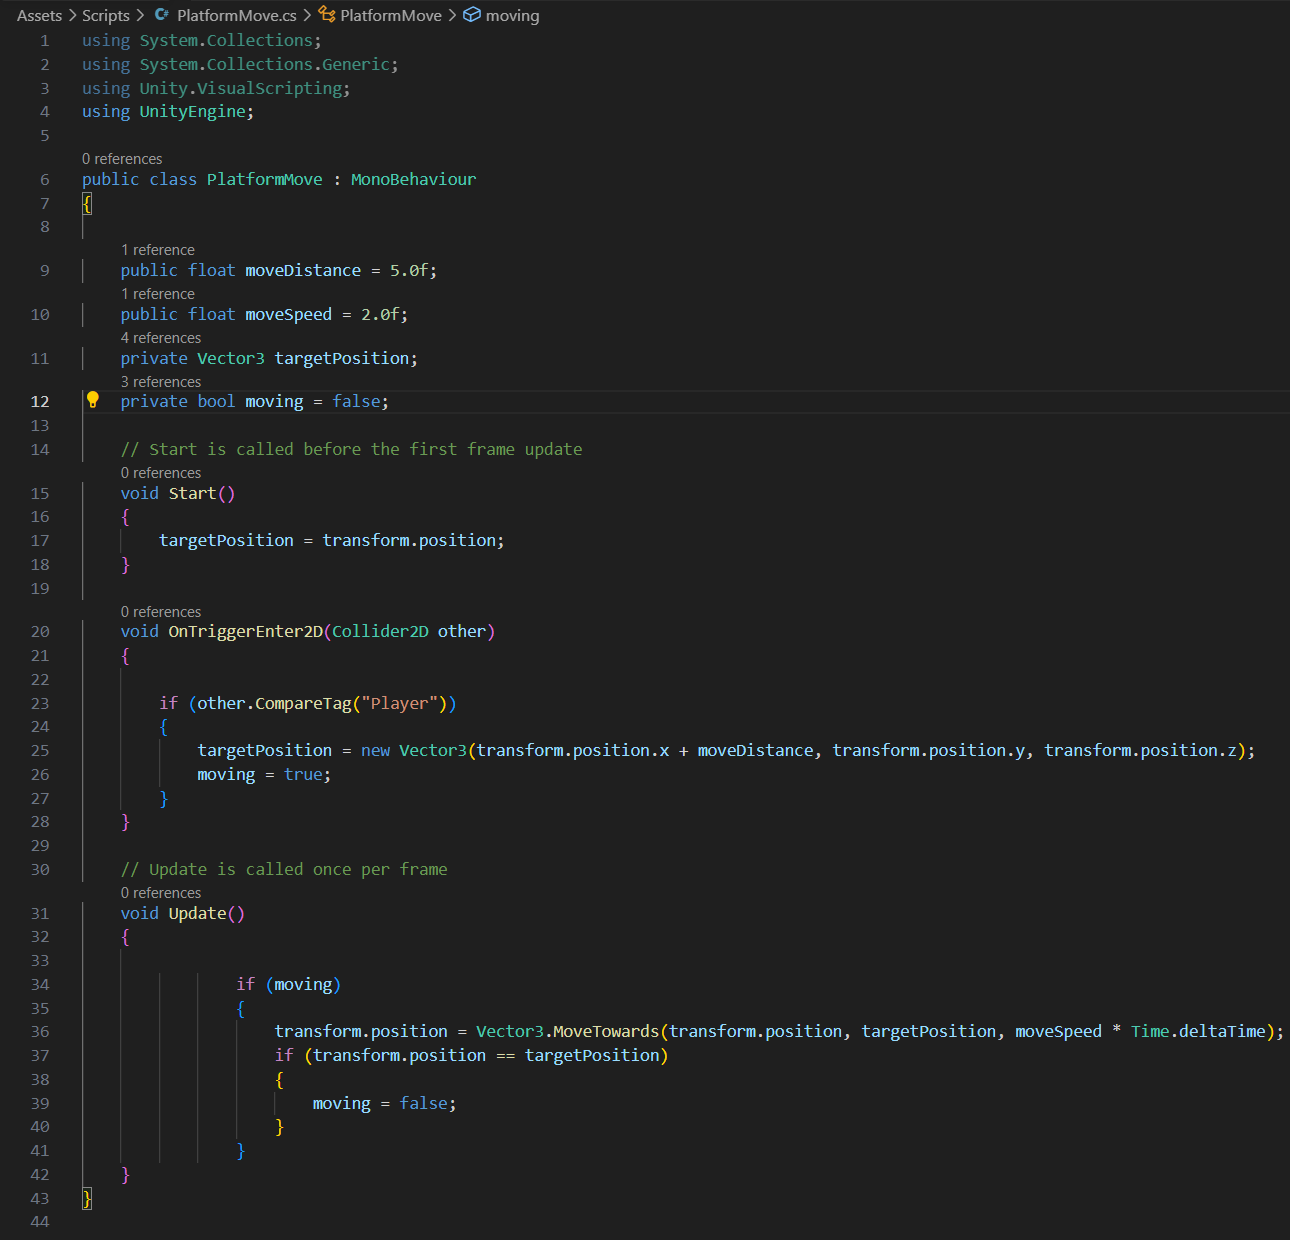 Assets > Scripts > PlatformMove.cs > PlatformMove > moving
1 using System.Collections;
2 using System.Collections.Generic;
3 using Unity.VisualScripting;
4 using UnityEngine;
5
0 references
6 public class PlatformMove : MonoBehaviour
7 {
8
1 reference
9 public float moveDistance = 5.0f;
1 reference
10 public float moveSpeed = 2.0f;
4 references
11 private Vector3 targetPosition;
3 references
12 private bool moving = false;
13
14 // Start is called before the first frame update
0 references
15 void Start()
16 {
17 targetPosition = transform.position;
18 }
19
0 references
20 void OnTriggerEnter2D(Collider2D other)
21 {
22
23 if (other.CompareTag("Player"))
24 {
25 targetPosition = new Vector3(transform.position.x + moveDistance, transform.position.y, transform.position.z);
26 moving = true;
27 }
28 }
29
30 // Update is called once per frame
0 references
31 void Update()
32 {
33
34 if (moving)
35 {
36 transform.position = Vector3.MoveTowards(transform.position, targetPosition, moveSpeed * Time.deltaTime);
37 if (transform.position == targetPosition)
38 {
39 moving = false;
40 }
41 }
42 }
43 }
44